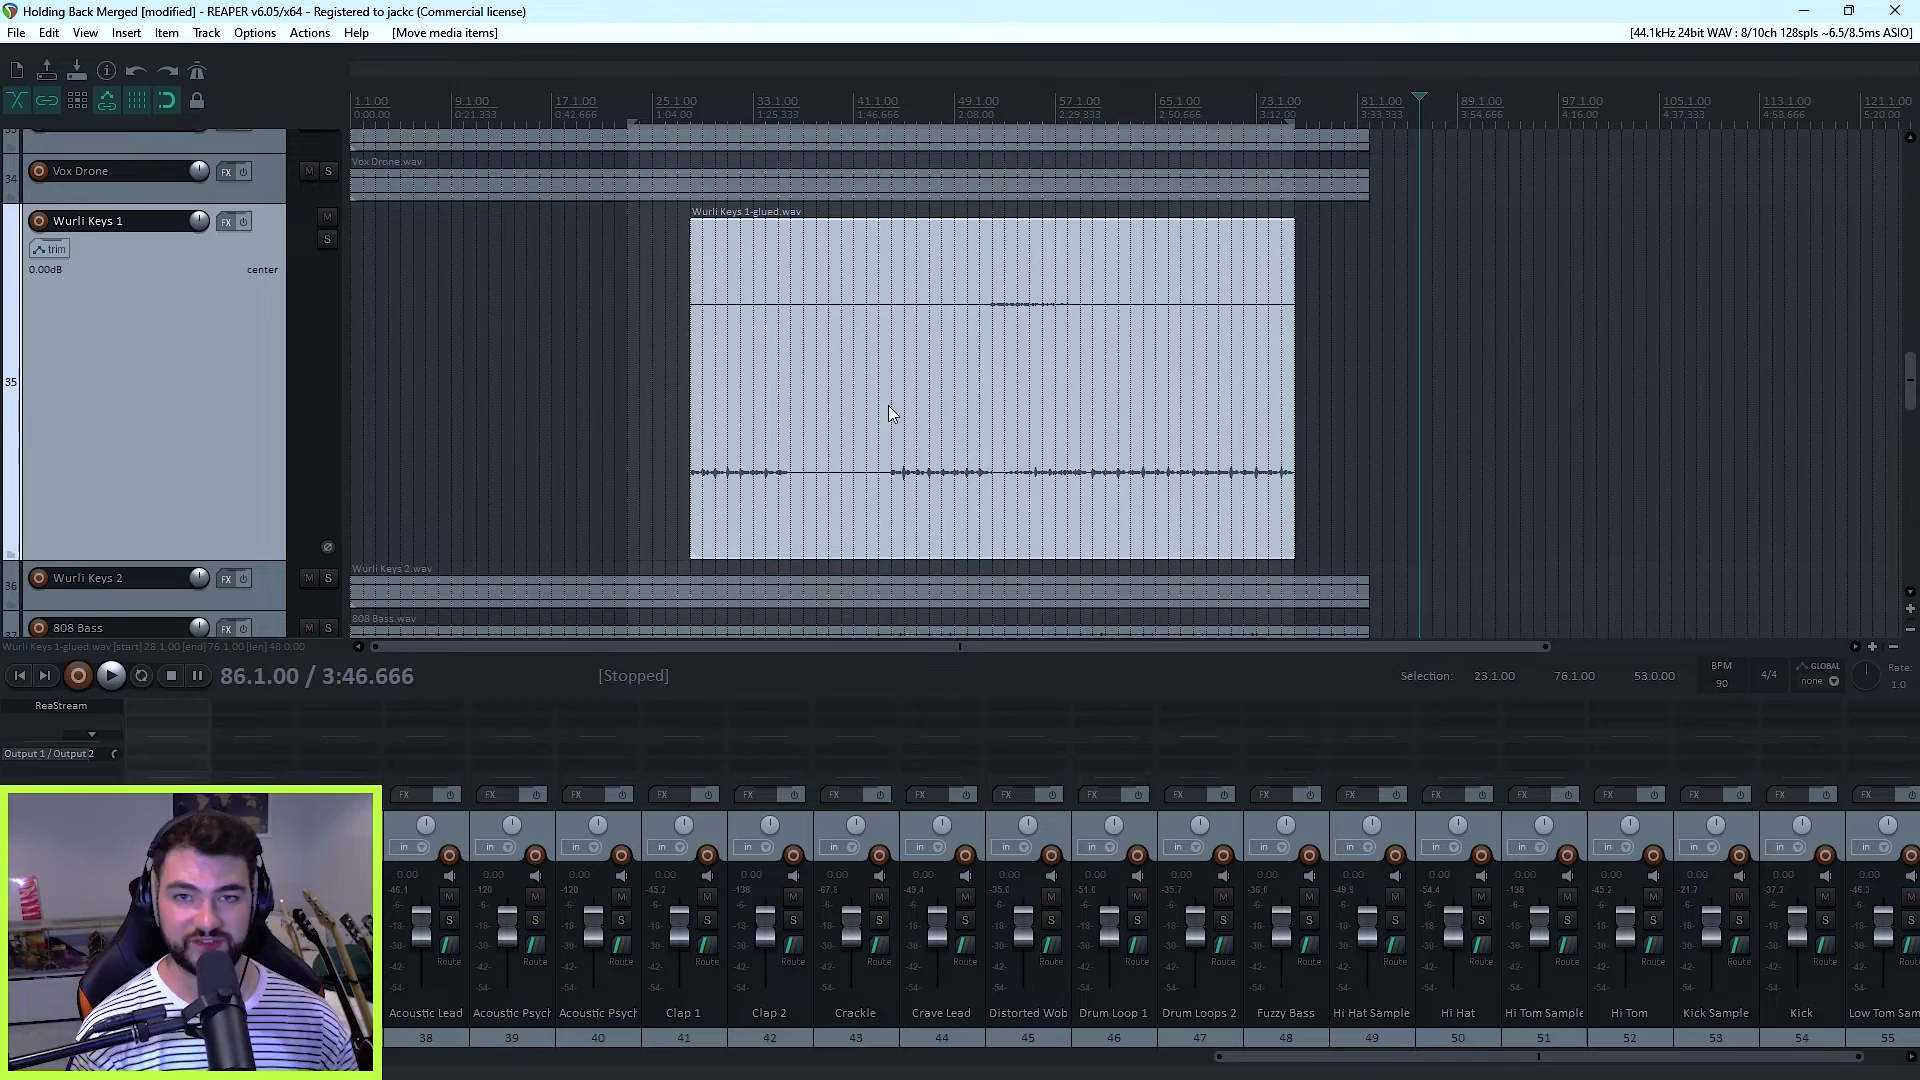 Holding Back Merged [modified] - REAPER v6.05/x64 - Registered to jackc (Commercial license)
File Edit View Insert Item Track Options Actions Help [Move media items]
[44.1kHz 24bit WAV : 8/10ch 128spls ~6.5/8.5ms ASIO]
1.1.00 9.1.00 17.1.00 25.1.00 33.1.00 41.1.00 49.1.00 57.1.00 65.1.00 73.1.00 81.1.00 89.1.00 97.1.00 105.1.00 113.1.00 121.1.00
0:00.00 0:21.333 0:42.666 1:04.00 1:25.333 1:46.666 2:08.00 2:29.333 2:50.666 3:12.00 3:33.333 3:54.666 4:16.00 4:37.333 4:58.666 5:20.00
Vox Drone.wav
34 Vox Drone FX M S
Wurli Keys 1-glued.wav
Wurli Keys 1 FX M
S
trim
0.00dB center
35
Wurli Keys 2.wav
36 Wurli Keys 2 FX M S
808 Bass.wav
37 808 Bass FX M S
Wurli Keys 1-glued.wav [start] 28.1.00 [end] 76.1.00 [len] 48.0.00
86.1.00 / 3:46.666 [Stopped] Selection: 23.1.00 76.1.00 53.0.00
BPM
90
4/4
GLOBAL
none
Rate:
1.0
ReaStream
Output 1 / Output 2
FX FX FX FX FX FX FX FX FX FX FX FX FX FX FX FX FX FX
in in in in in in in in in in in in in in in in in in
0.00 0.00 0.00 0.00 0.00 0.00 0.00 0.00 0.00 0.00 0.00 0.00 0.00 0.00 0.00 0.00 0.00 0.00
-46.1 -120 -120 -45.2 -138 -67.8 -49.4 -35.0 -51.0 -35.7 -36.0 -49.9 -54.4 -138 -45.2 -21.7 -37.2 -46.3
M M M M M M M M M M M M M M M M M
-6- -6- -6- -6- -6- -6- -6- -6- -6- -6- -6- -6- -6- -6- -6- -6- -6- -6-
S S S S S S S S S S S S S S S S S
-18- -18- -18- -18- -18- -18- -18- -18- -18- -18- -18- -18- -18- -18- -18- -18- -18- -18-
-30- -30- -30- -30- -30- -30- -30- -30- -30- -30- -30- -30- -30- -30- -30- -30- -30- -30-
Route Route Route Route Route Route Route Route Route Route Route Route Route Route Route Route Route
-42- -42- -42- -42- -42- -42- -42- -42- -42- -42- -42- -42- -42- -42- -42- -42- -42- -42-
-54- -54- -54- -54- -54- -54- -54- -54- -54- -54- -54- -54- -54- -54- -54- -54- -54- -54-
Acoustic Lead Acoustic Psych Acoustic Psych Clap 1 Clap 2 Crackle Crave Lead Distorted Wob Drum Loop 1 Drum Loops 2 Fuzzy Bass Hi Hat Sample Hi Hat Hi Tom Sample Hi Tom Kick Sample Kick Low Tom Sam
38 39 40 41 42 43 44 45 46 47 48 49 50 51 52 53 54 55